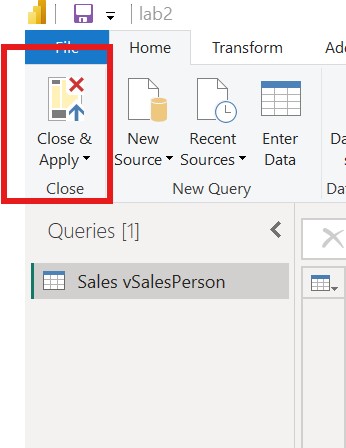 lab2
File Home Transform
Close &
Apply
Close
New
Source
Recent
Sources
Enter
Data
New Query
Queries [1]
Sales vSalesPerson